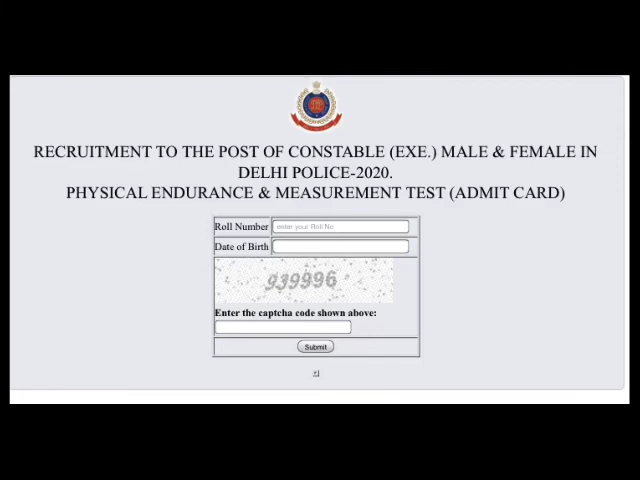 RECRUITMENT TO THE POST OF CONSTABLE (EXE.) MALE & FEMALE IN
DELHI POLICE-2020.
PHYSICAL ENDURANCE & MEASUREMENT TEST (ADMIT CARD)
Roll Number enter your Roll No
Date of Birth
939996
Enter the captcha code shown above:
Submit